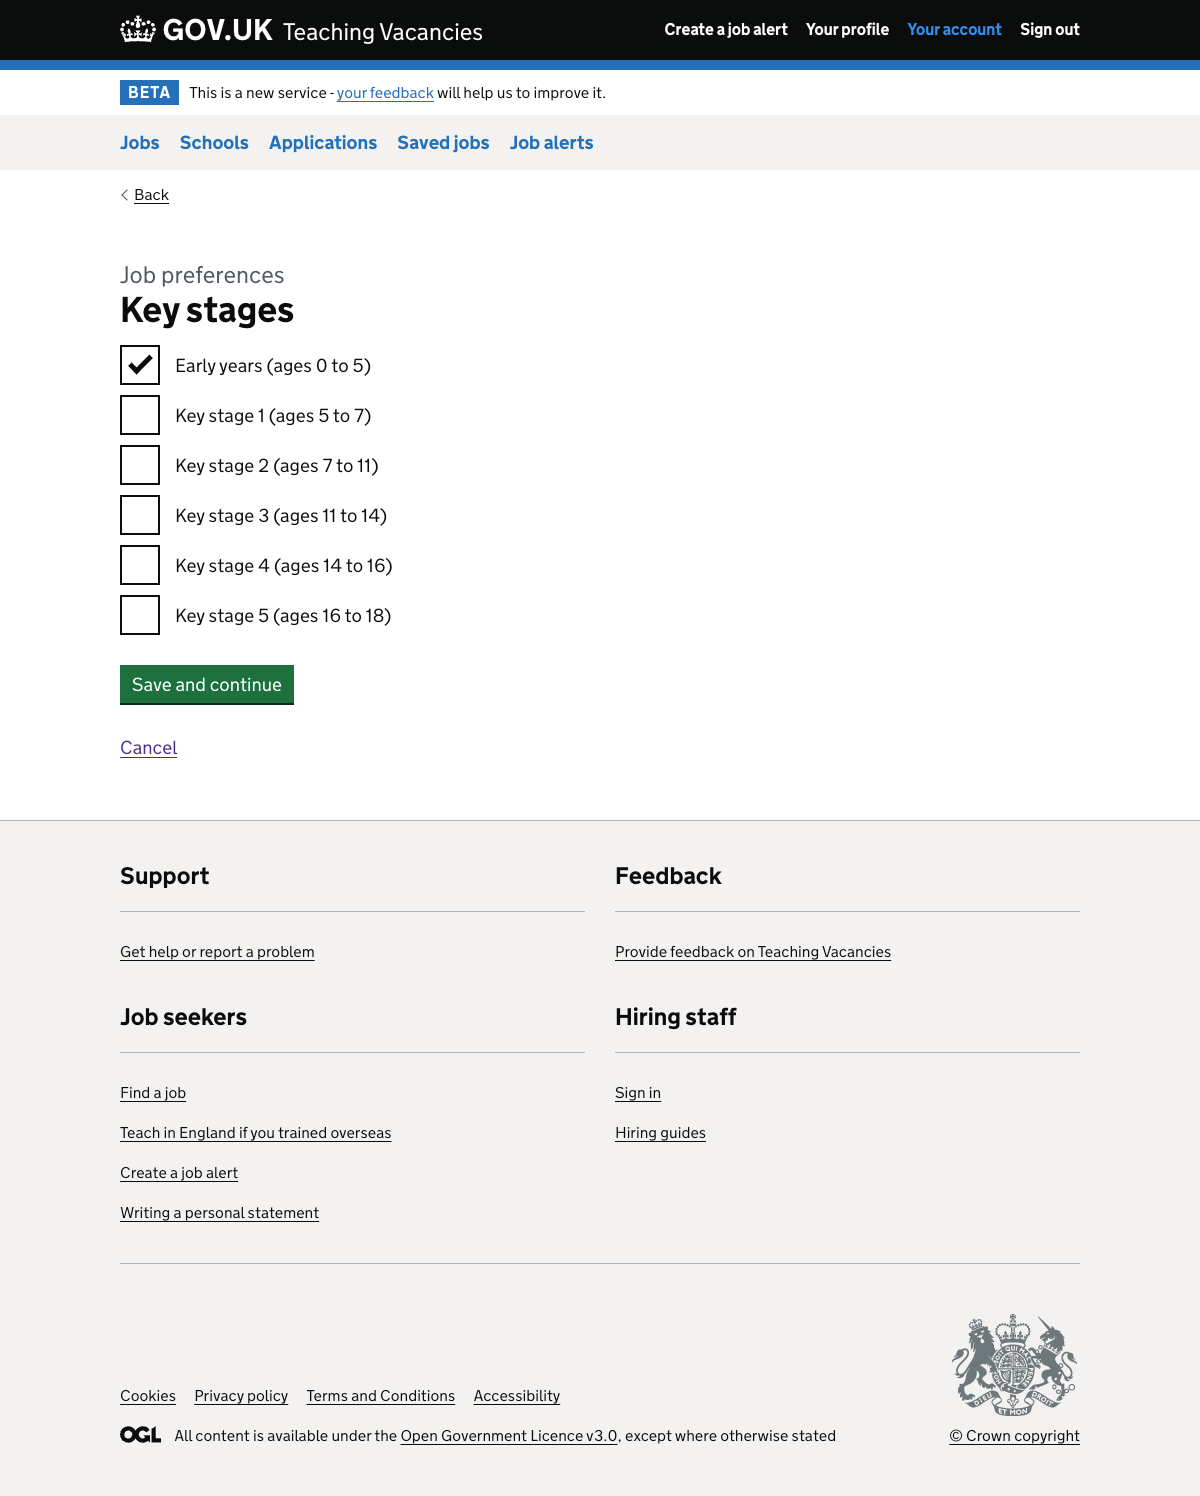 GOV.UK Teaching Vacancies
Create a job alert Your profile Your account Sign out
BETA This is a new service - your feedback will help us to improve it.
Jobs Schools Applications Saved jobs Job alerts
Back
Job preferences
Key stages
Early years (ages 0 to 5)
Key stage 1 (ages 5 to 7)
Key stage 2 (ages 7 to 11)
Key stage 3 (ages 11 to 14)
Key stage 4 (ages 14 to 16)
Key stage 5 (ages 16 to 18)
Save and continue
Cancel
Support
Get help or report a problem
Feedback
Provide feedback on Teaching Vacancies
Job seekers
Find a job
Teach in England if you trained overseas
Create a job alert
Writing a personal statement
Hiring staff
Sign in
Hiring guides
Cookies Privacy policy Terms and Conditions Accessibility
OGL All content is available under the Open Government Licence v3.0, except where otherwise stated
DIEU ET MON DROIT
© Crown copyright